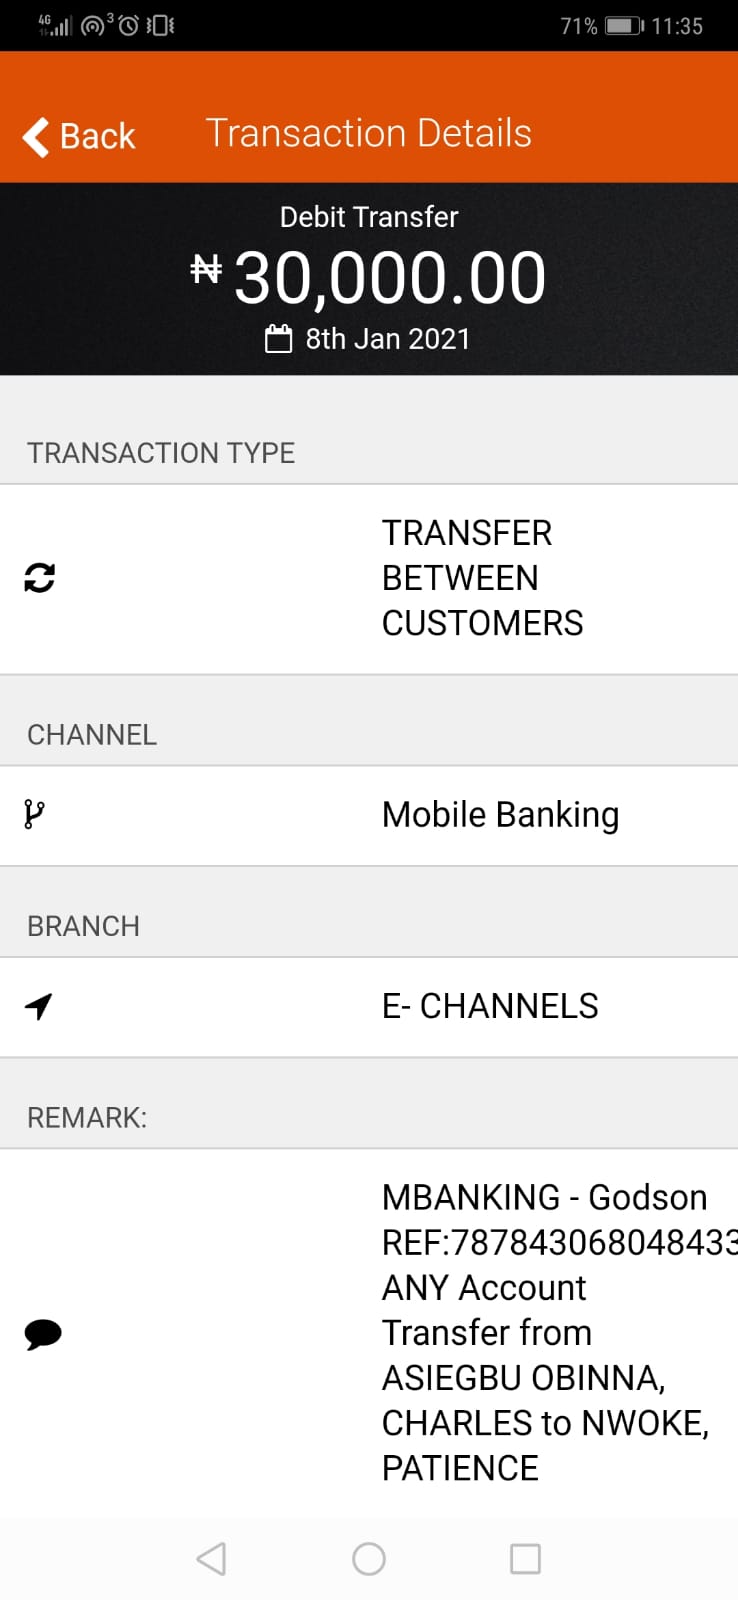 4G 3 71% 11:35
Back Transaction Details
Debit Transfer
₦30,000.00
8th Jan 2021
TRANSACTION TYPE
TRANSFER
BETWEEN
CUSTOMERS
CHANNEL
Mobile Banking
BRANCH
E- CHANNELS
REMARK:
MBANKING - Godson
REF:787843068048433
ANY Account
Transfer from
ASIEGBU OBINNA,
CHARLES to NWOKE,
PATIENCE